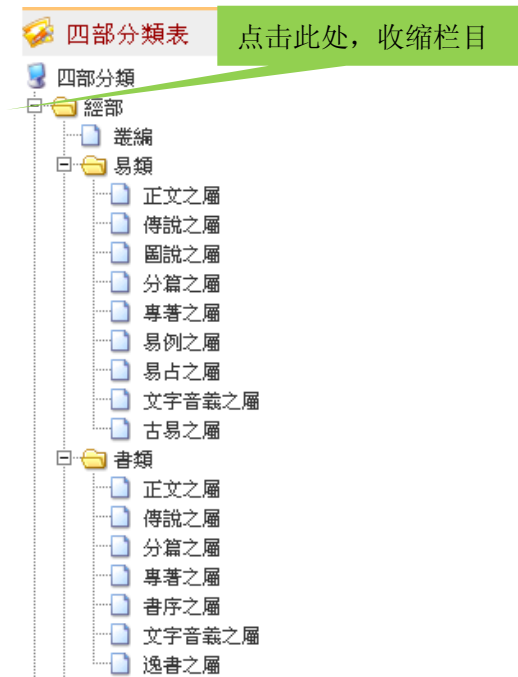 四部分類表
点击此处，收缩栏目
四部分類
經部
叢編
易類
正文之屬
傳說之屬
圖說之屬
分篇之屬
專著之屬
易例之屬
易占之屬
文字音義之屬
古易之屬
書類
正文之屬
傳說之屬
分篇之屬
專著之屬
書序之屬
文字音義之屬
逸書之屬